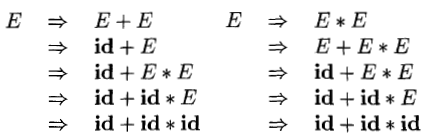 E ⇒ E + E    E ⇒ E ∗ E
⇒ id + E    ⇒ E + E ∗ E
⇒ id + E ∗ E    ⇒ id + E ∗ E
⇒ id + id ∗ E    ⇒ id + id ∗ E
⇒ id + id ∗ id    ⇒ id + id ∗ id